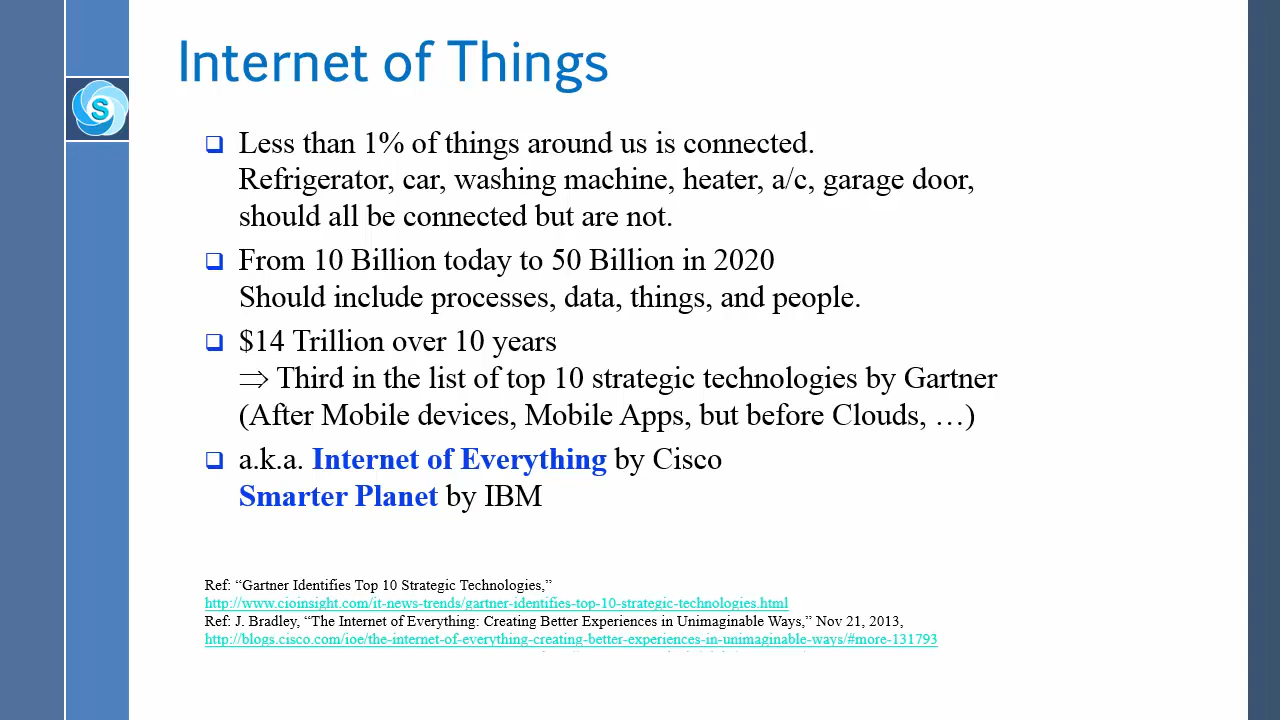 Internet of Things
S
Less than 1% of things around us is connected.
Refrigerator, car, washing machine, heater, a/c, garage door,
should all be connected but are not.
From 10 Billion today to 50 Billion in 2020
Should include processes, data, things, and people.
$14 Trillion over 10 years
⇒ Third in the list of top 10 strategic technologies by Gartner
(After Mobile devices, Mobile Apps, but before Clouds, …)
a.k.a. Internet of Everything by Cisco
Smarter Planet by IBM
Ref: “Gartner Identifies Top 10 Strategic Technologies,”
http://www.cioinsight.com/it-news-trends/gartner-identifies-top-10-strategic-technologies.html
Ref: J. Bradley, “The Internet of Everything: Creating Better Experiences in Unimaginable Ways,” Nov 21, 2013,
http://blogs.cisco.com/ioe/the-internet-of-everything-creating-better-experiences-in-unimaginable-ways/#more-131793